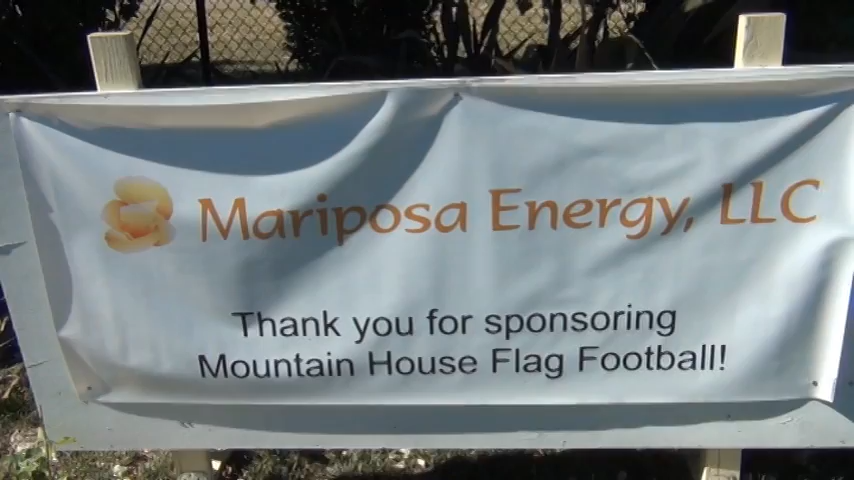 Mariposa Energy, LLC
Thank you for sponsoring
Mountain House Flag Football!